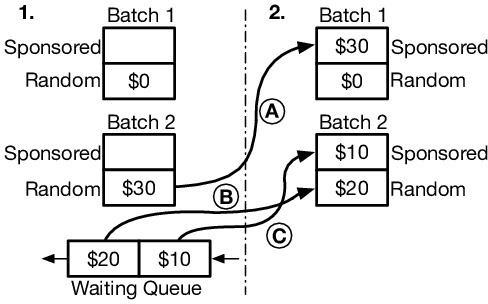 1.
Batch 1
Sponsored
Random
$0
Batch 2
Sponsored
Random
$30
$20
$10
Waiting Queue
A
B
C
2.
Batch 1
$30
Sponsored
$0
Random
Batch 2
$10
Sponsored
$20
Random